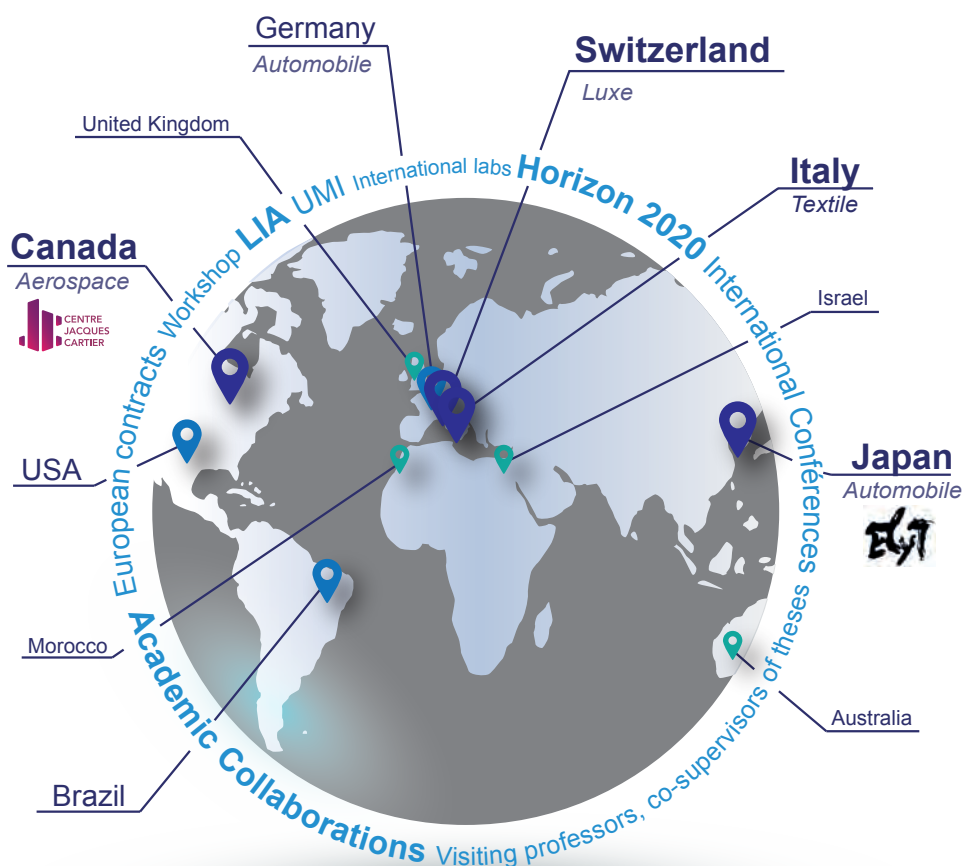 Germany
Automobile
Switzerland
Luxe
United Kingdom
Italy
Textile
Canada
Aerospace
CENTRE
JACQUES
CARTIER
Israel
USA
Japan
Automobile
ElyT
Morocco
Australia
Brazil
European contracts Workshop LIA UMI International labs Horizon 2020 International Conférences
Academic Collaborations Visiting professors, co-supervisors of theses